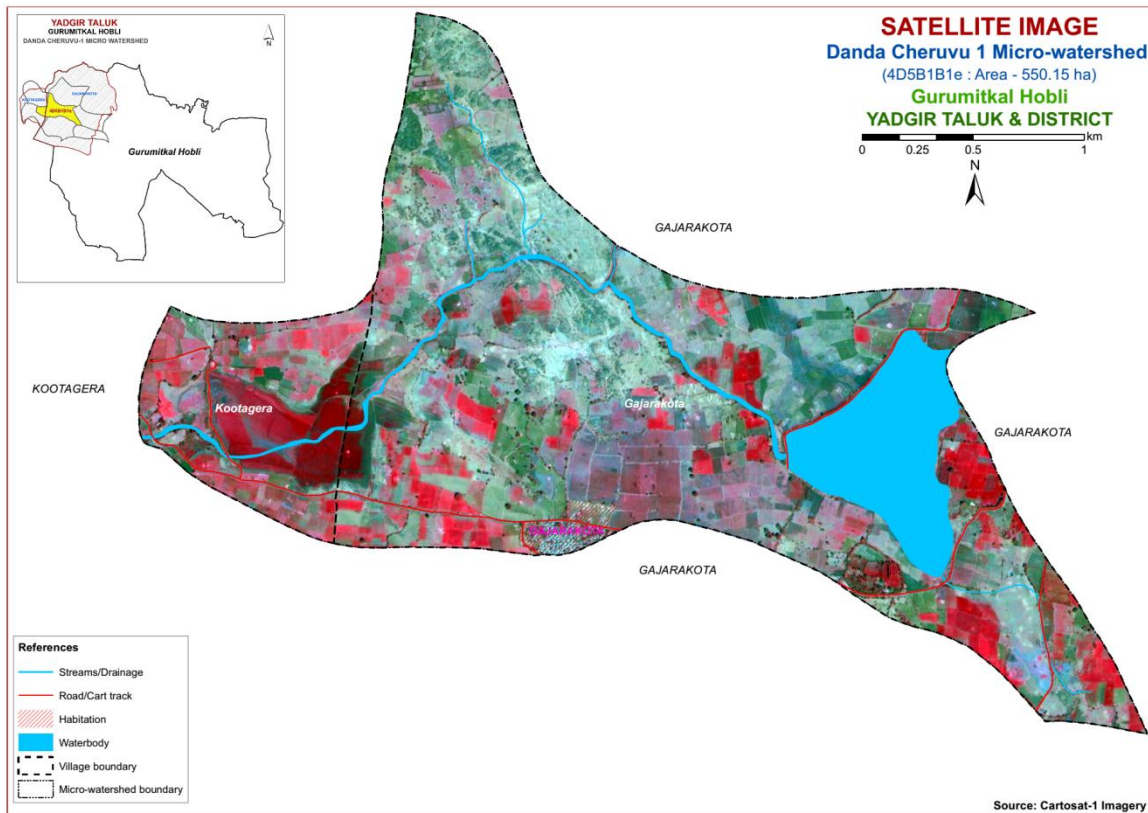 YADGIR TALUK
GURUMITKAL HOBLI
DANDA CHERUVU-1 MICRO WATERSHED
N
KOOTAGERA
GAJARAKOTA
4D5B1B1e
Gurumitkal Hobli
SATELLITE IMAGE
Danda Cheruvu 1 Micro-watershed
(4D5B1B1e : Area - 550.15 ha)
Gurumitkal Hobli
YADGIR TALUK & DISTRICT
km
0 0.25 0.5 1
N
GAJARAKOTA
KOOTAGERA
Kootagera
Gajarakota
GAJARAKOTA
GAJARAKOTA
References
Streams/Drainage
Road/Cart track
Habitation
Waterbody
Village boundary
Micro-watershed boundary
Source: Cartosat-1 Imagery